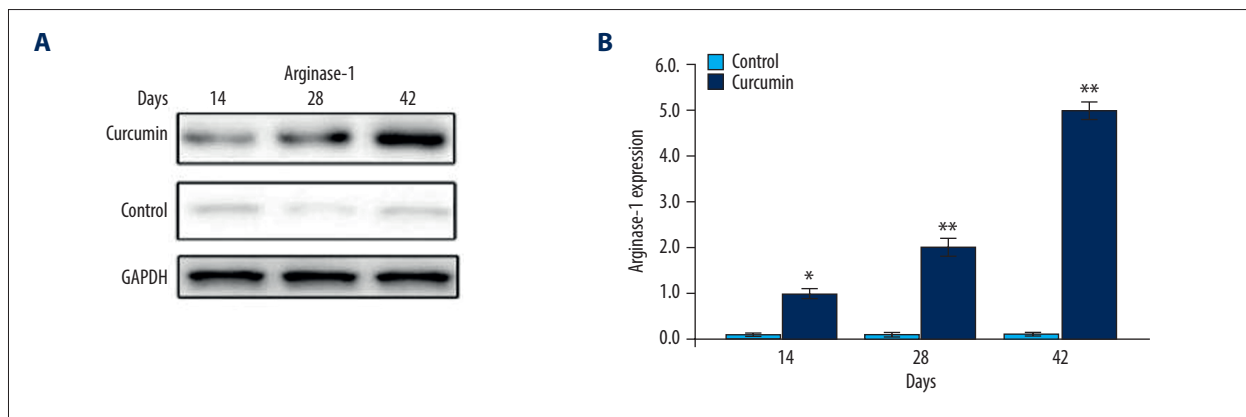 A
Arginase-1
Days 14 28 42
Curcumin
Control
GAPDH
B
Control
Curcumin
6.0.
5.0.
4.0.
3.0.
2.0.
1.0.
0.0.
Arginase-1 expression
*
**
**
14 28 42
Days